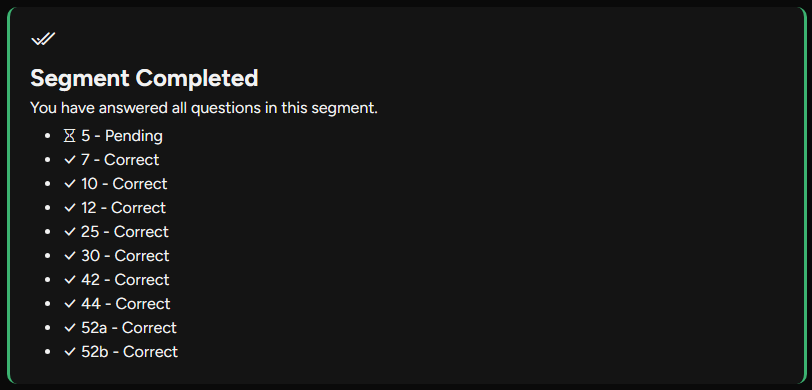 Segment Completed
You have answered all questions in this segment.
5 - Pending
7 - Correct
10 - Correct
12 - Correct
25 - Correct
30 - Correct
42 - Correct
44 - Correct
52a - Correct
52b - Correct